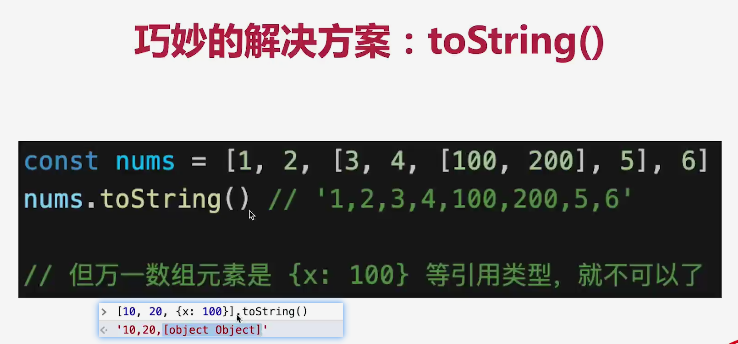 巧妙的解决方案：toString()
const nums = [1, 2, [3, 4, [100, 200], 5], 6]
nums.toString() // '1,2,3,4,100,200,5,6'
// 但万一数组元素是 {x: 100} 等引用类型，就不可以了
> [10, 20, {x: 100}].toString()
< '10,20,[object Object]'